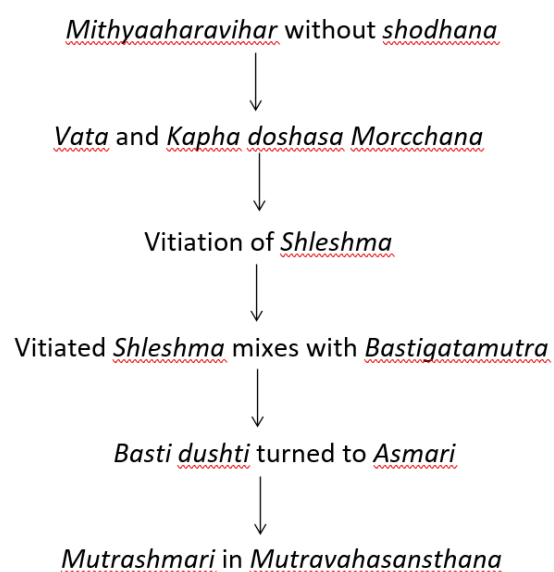 Mithyaaharavihar without shodhana
Vata and Kapha doshasa Morcchana
Vitiation of Shleshma
Vitiated Shleshma mixes with Bastigatamutra
Basti dushti turned to Asmari
Mutrashmari in Mutravahasansthana